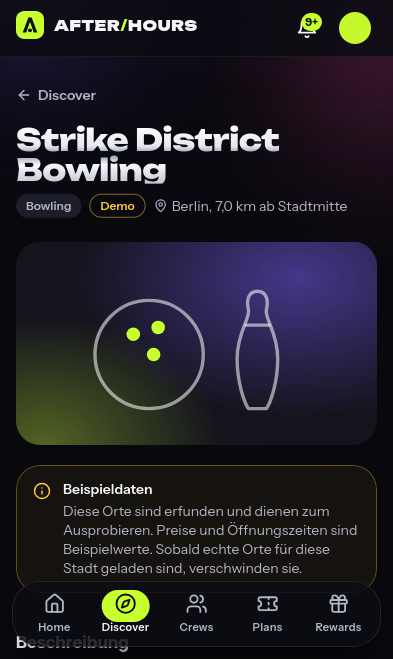 AFTER/HOURS
9+
Discover
Strike District
Bowling
Bowling
Demo
Berlin, 7,0 km ab Stadtmitte
Beispieldaten
Diese Orte sind erfunden und dienen zum
Ausprobieren. Preise und Öffnungszeiten sind
Beispielwerte. Sobald echte Orte für diese
Stadt geladen sind, verschwinden sie.
Home
Discover
Crews
Plans
Rewards
Beschreibung